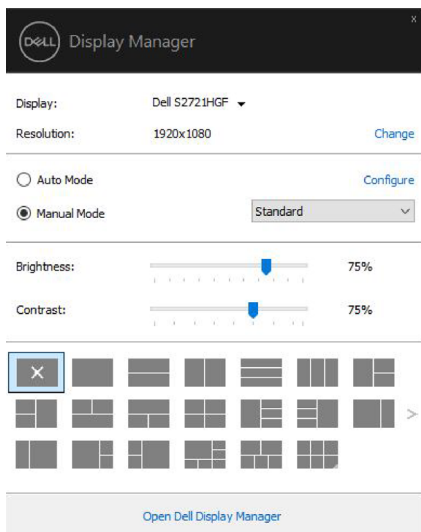 x
DELL Display Manager
Display: Dell S2721HGF
Resolution: 1920x1080 Change
Auto Mode Configure
Manual Mode Standard
Brightness: 75%
Contrast: 75%
Open Dell Display Manager